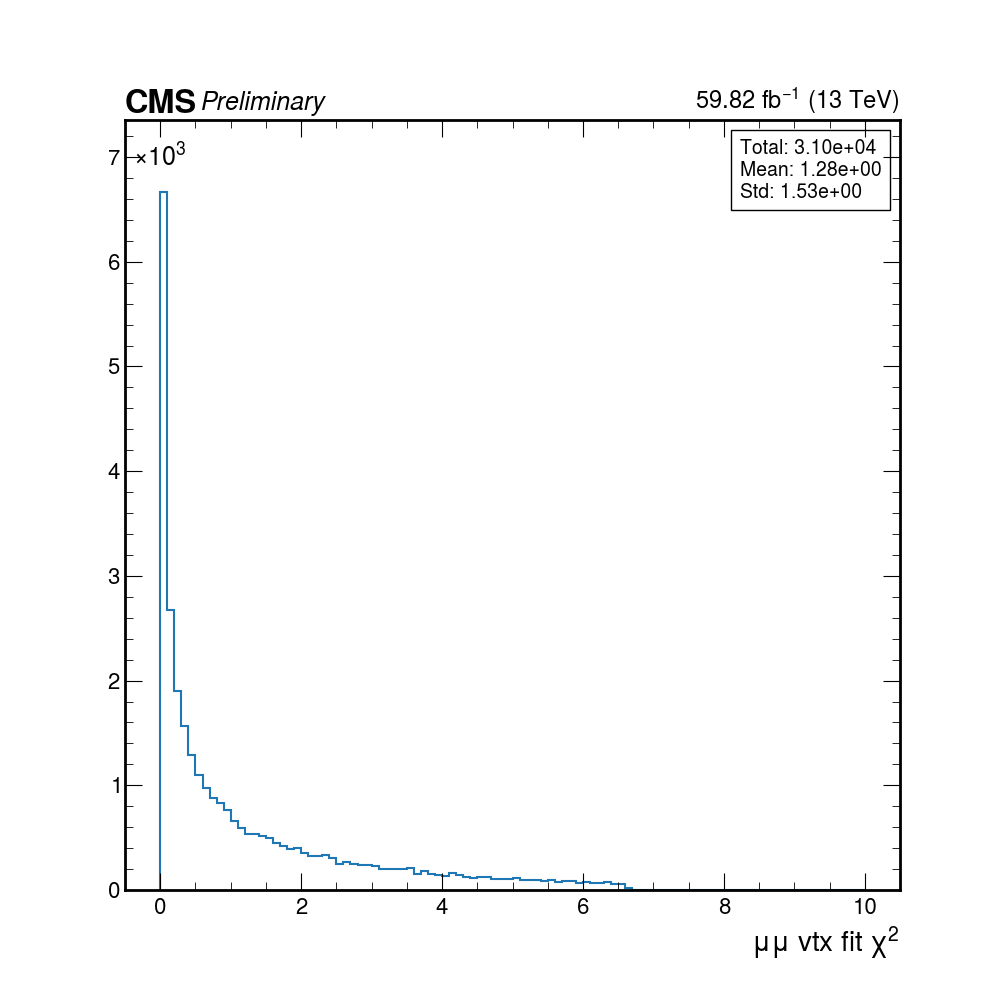 CMS Preliminary
59.82 fb⁻¹ (13 TeV)
×10³
Total: 3.10e+04
Mean: 1.28e+00
Std: 1.53e+00
7
6
5
4
3
2
1
0
0 2 4 6 8 10
μμ vtx fit χ²